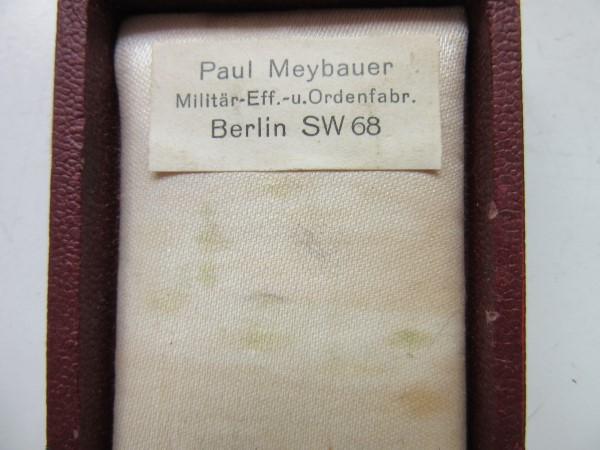 Paul Meybauer
Militär-Eff.-u.Ordenfabr.
Berlin SW 68